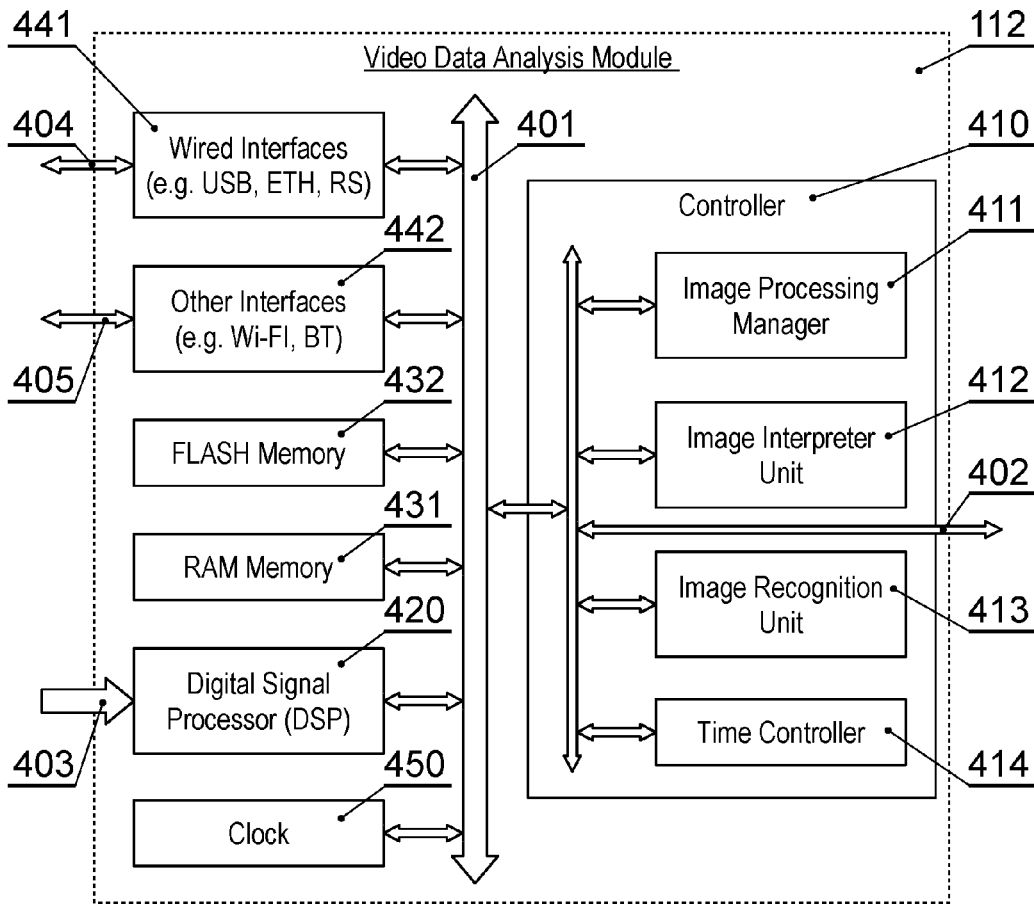 441
112
Video Data Analysis Module
404
Wired Interfaces
(e.g. USB, ETH, RS)
401
410
Controller
442
411
Other Interfaces
(e.g. Wi-FI, BT)
Image Processing
Manager
405
432
412
FLASH Memory
Image Interpreter
Unit
402
431
RAM Memory
Image Recognition
Unit
420
413
Digital Signal
Processor (DSP)
Time Controller
403
450
414
Clock